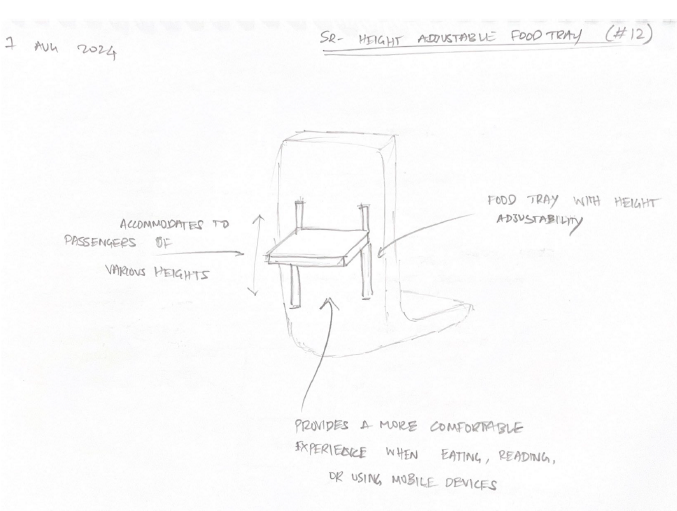 7 AUG 2024
SR- HEIGHT ADJUSTABLE FOOD TRAY (#12)
ACCOMMODATES TO
PASSENGERS OF
VARIOUS HEIGHTS
FOOD TRAY WITH HEIGHT
ADJUSTABILITY
PROVIDES A MORE COMFORTABLE
EXPERIENCE WHEN EATING, READING,
OR USING MOBILE DEVICES